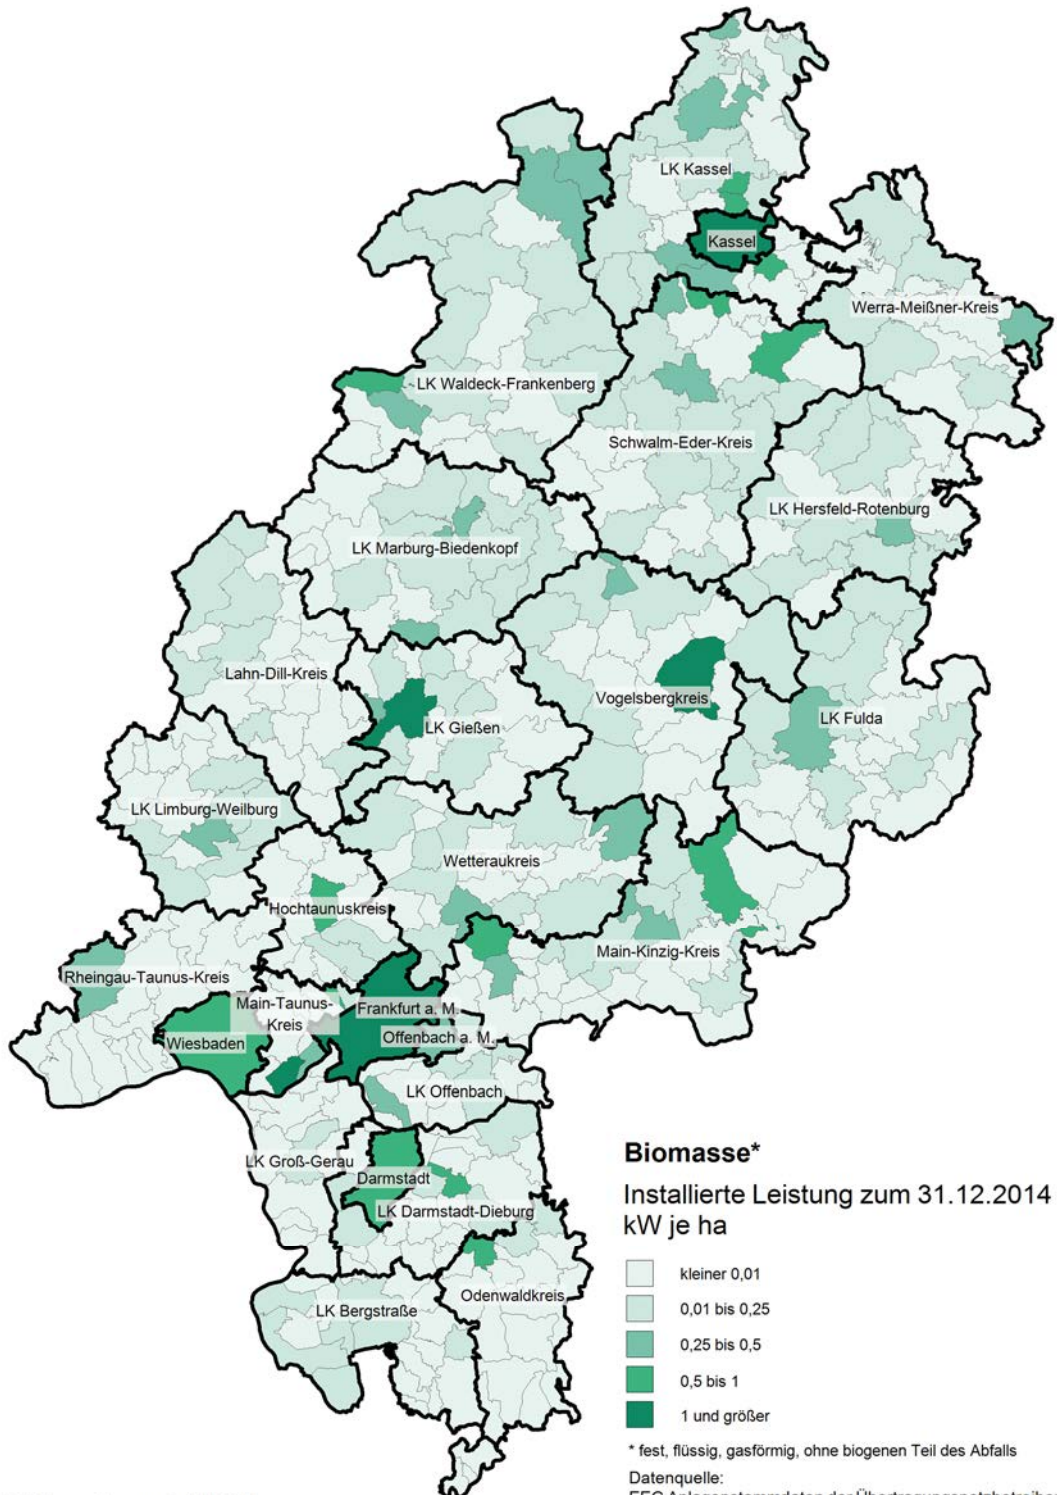 LK Kassel
Kassel
Werra-Meißner-Kreis
LK Waldeck-Frankenberg
Schwalm-Eder-Kreis
LK Hersfeld-Rotenburg
LK Marburg-Biedenkopf
Lahn-Dill-Kreis
Vogelsbergkreis
LK Fulda
LK Gießen
LK Limburg-Weilburg
Wetteraukreis
Hochtaunuskreis
Main-Kinzig-Kreis
Rheingau-Taunus-Kreis
Main-Taunus-
Kreis
Frankfurt a. M.
Wiesbaden
Offenbach a. M.
LK Offenbach
LK Groß-Gerau
Darmstadt
LK Darmstadt-Dieburg
Odenwaldkreis
LK Bergstraße
Biomasse*
Installierte Leistung zum 31.12.2014
kW je ha
kleiner 0,01
0,01 bis 0,25
0,25 bis 0,5
0,5 bis 1
1 und größer
* fest, flüssig, gasförmig, ohne biogenen Teil des Abfalls
Datenquelle: